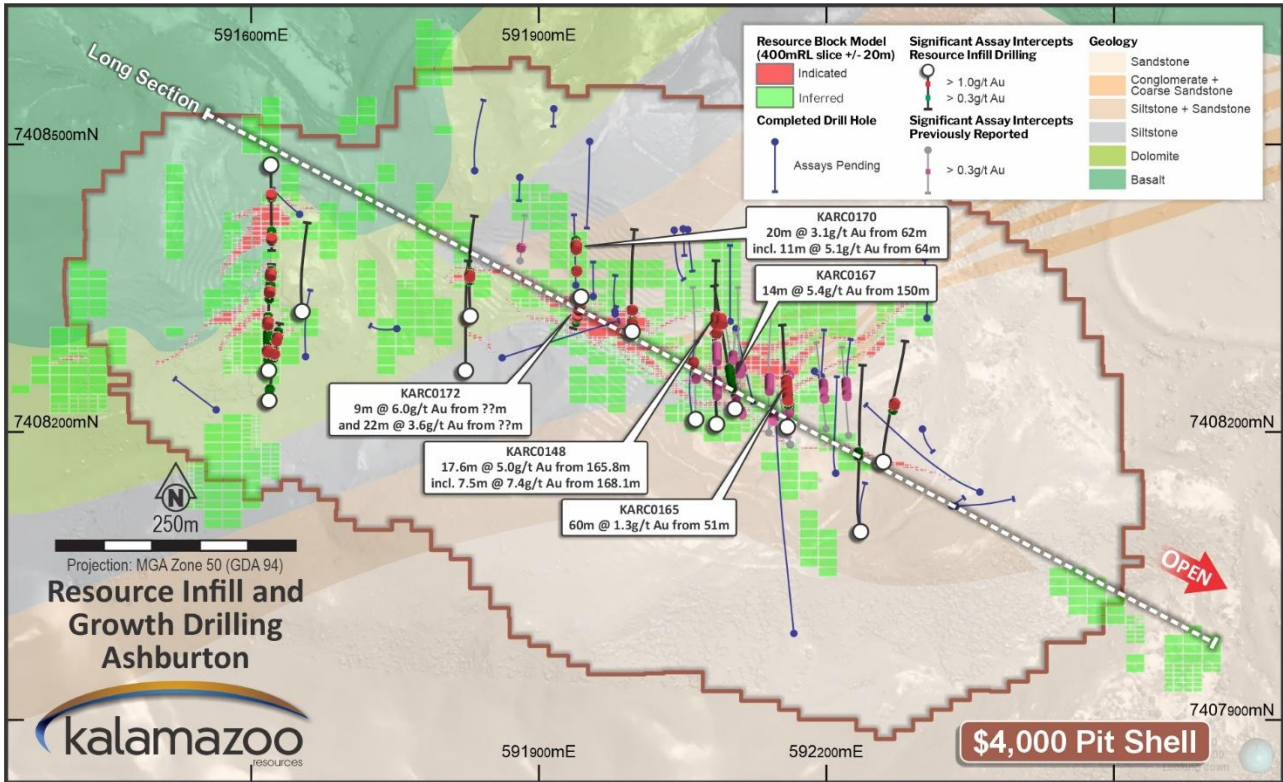 591600mE
591900mE
Long Section
7408500mN
Resource Block Model
(400mRL slice +/- 20m)
Indicated
Inferred
Completed Drill Hole
Assays Pending
Significant Assay Intercepts
Resource Infill Drilling
> 1.0g/t Au
> 0.3g/t Au
Significant Assay Intercepts
Previously Reported
> 0.3g/t Au
Geology
Sandstone
Conglomerate +
Coarse Sandstone
Siltstone + Sandstone
Siltstone
Dolomite
Basalt
KARC0170
20m @ 3.1g/t Au from 62m
incl. 11m @ 5.1g/t Au from 64m
KARC0167
14m @ 5.4g/t Au from 150m
KARC0172
9m @ 6.0g/t Au from ??m
and 22m @ 3.6g/t Au from ??m
7408200mN
7408200mN
KARC0148
17.6m @ 5.0g/t Au from 165.8m
incl. 7.5m @ 7.4g/t Au from 168.1m
KARC0165
60m @ 1.3g/t Au from 51m
N
250m
Projection: MGA Zone 50 (GDA 94)
Resource Infill and
Growth Drilling
Ashburton
OPEN
kalamazoo
resources
7407900mN
591900mE
592200mE
$4,000 Pit Shell